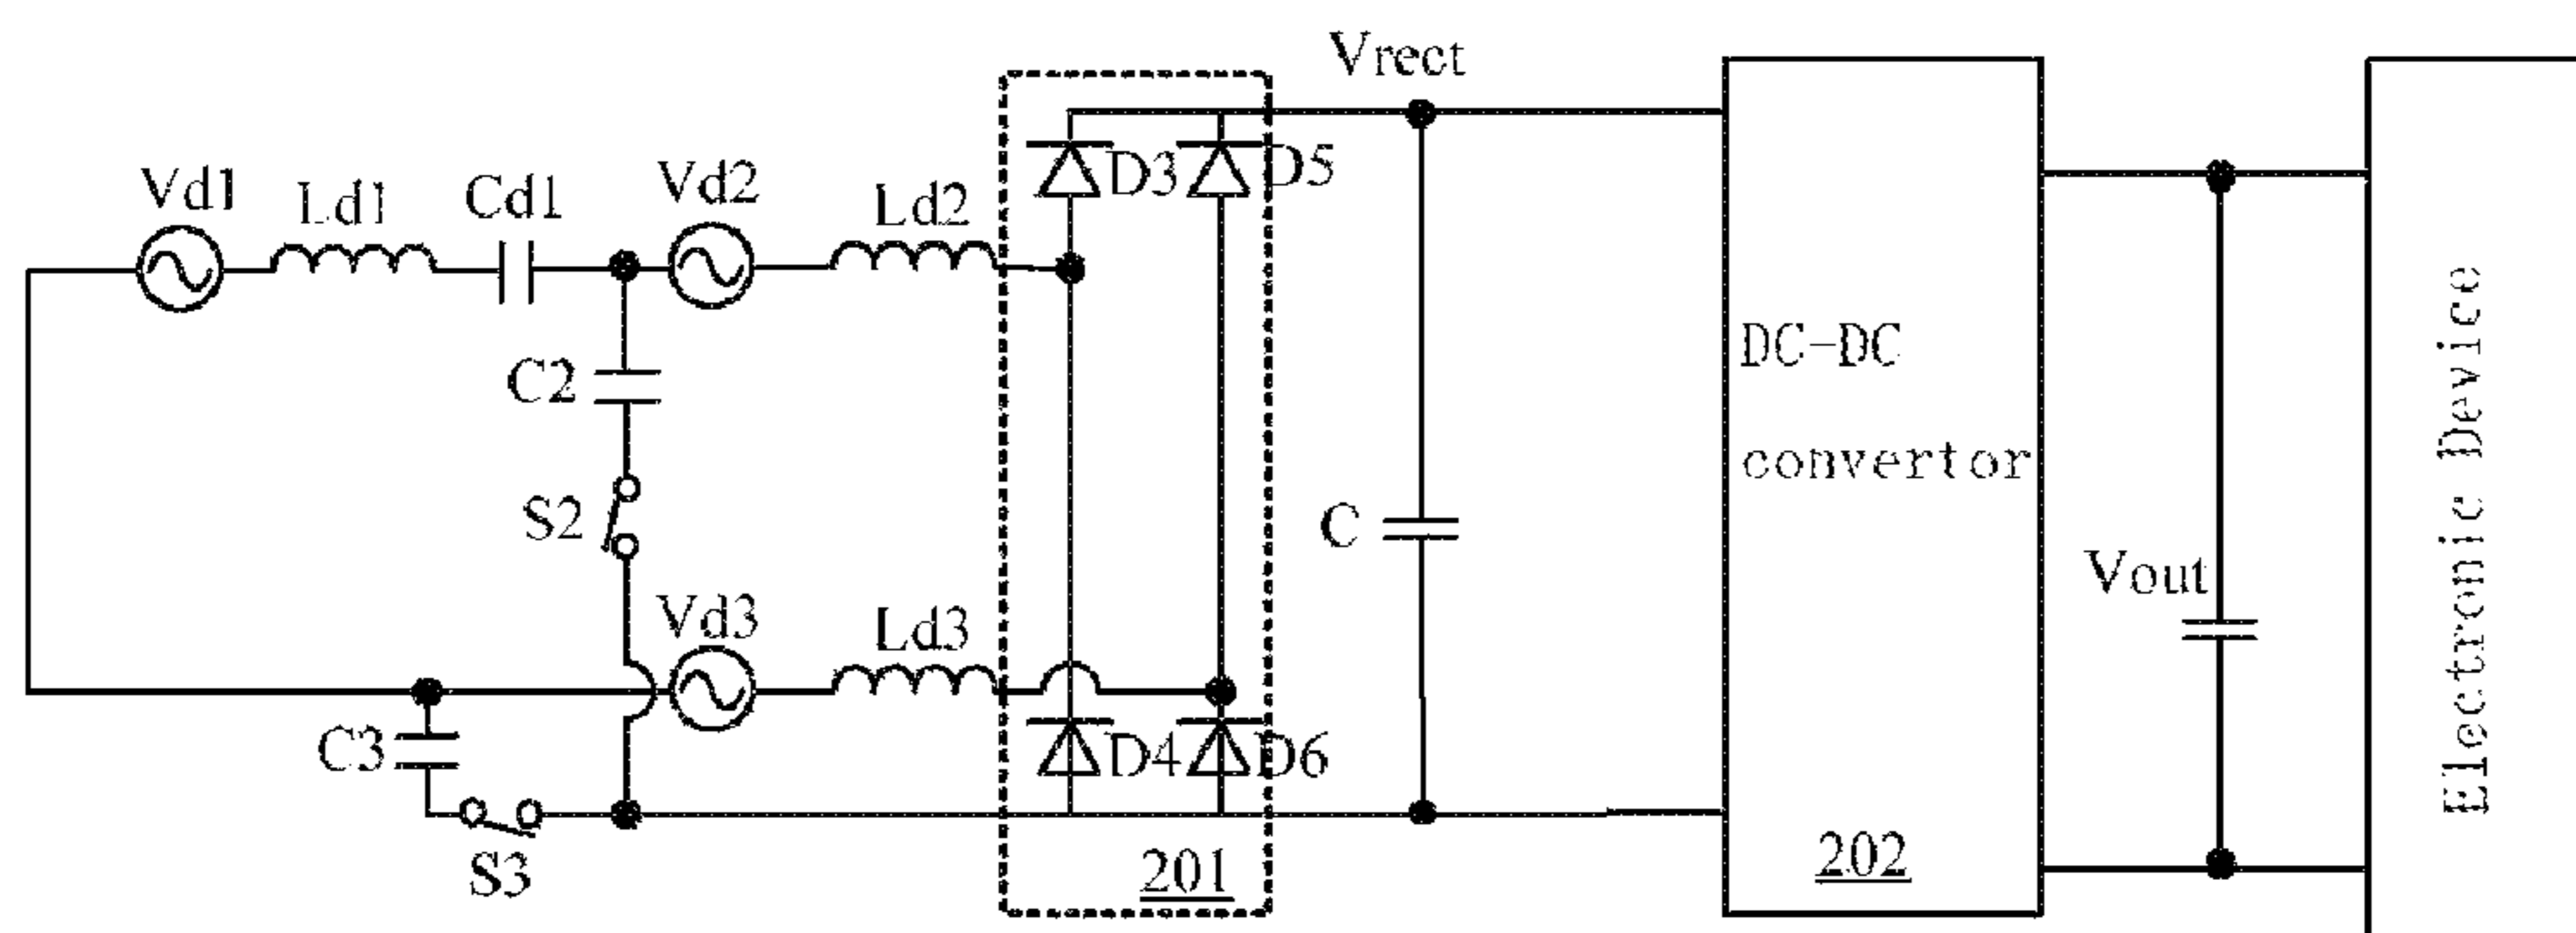 Vrect
Vd1
Ld1
Cd1
Vd2
Ld2
D3
D5
C2
S2
DC-DC
convertor
C
Vout
Electronic Device
Vd3
Ld3
C3
S3
D4
D6
201
202